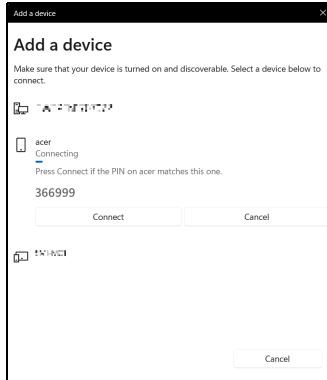 Add a device
Add a device
Make sure that your device is turned on and discoverable. Select a device below to
connect.
acer
Connecting
Press Connect if the PIN on acer matches this one.
366999
Connect
Cancel
Cancel